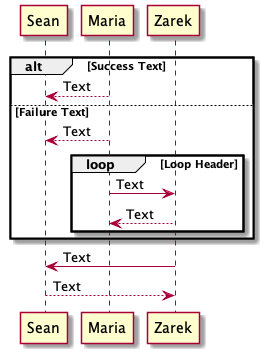 Sean Maria Zarek
alt [Success Text]
Text
[Failure Text]
Text
loop [Loop Header]
Text
Text
Text
Text
Sean Maria Zarek